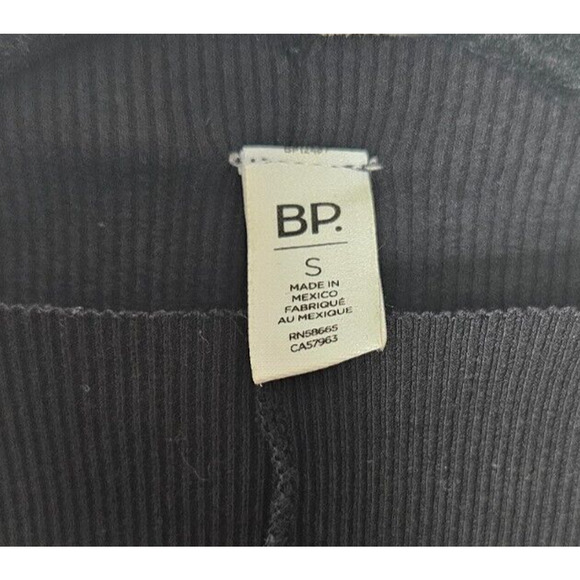 BP.
S
MADE IN
MEXICO
FABRIQUÉ
AU MEXIQUE
RN58665
CA57963